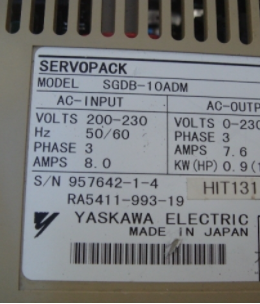 SERVOPACK
MODEL SGDB-10ADM
AC-INPUT AC-OUTP
VOLTS 200-230 VOLTS 0-230
Hz 50/60 PHASE 3
PHASE 3 AMPS 7.6
AMPS 8.0 KW(HP) 0.9(1
S/N 957642-1-4 HIT131
RA5411-993-19
YASKAWA ELECTRIC
MADE IN JAPAN